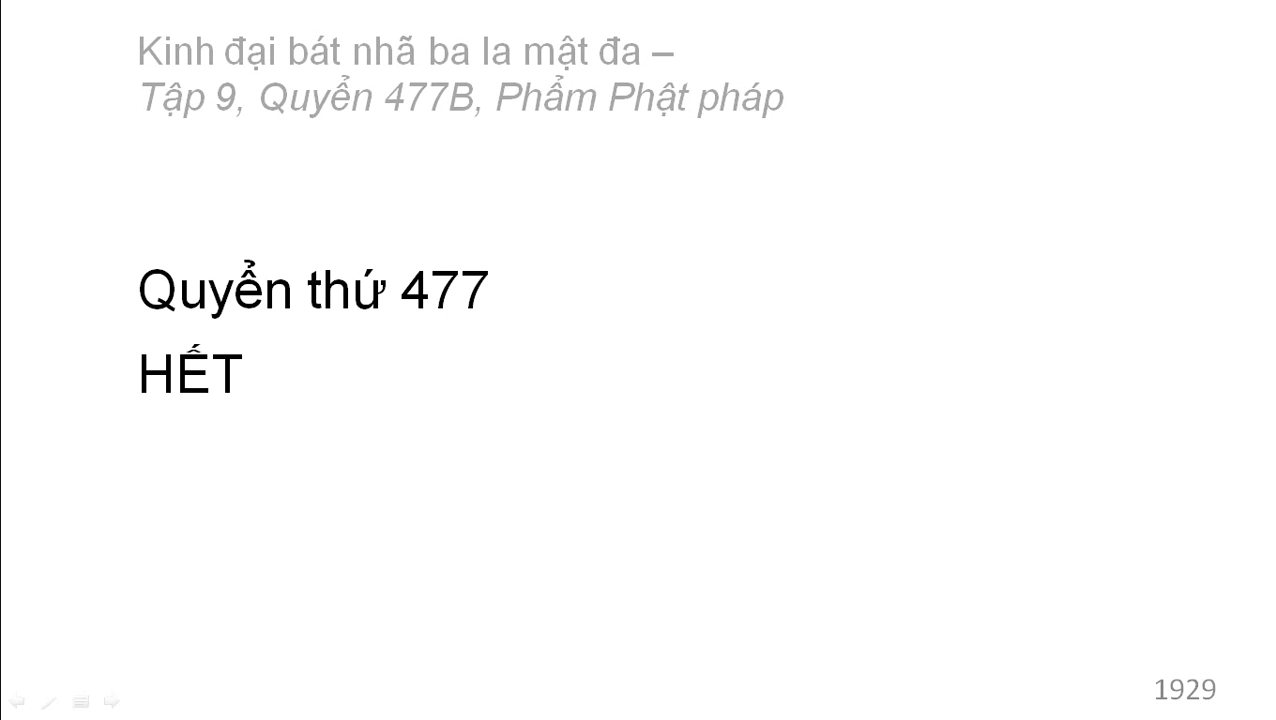 Kinh đại bát nhã ba la mật đa –
Tập 9, Quyển 477B, Phẩm Phật pháp
Quyển thứ 477
HẾT
1929